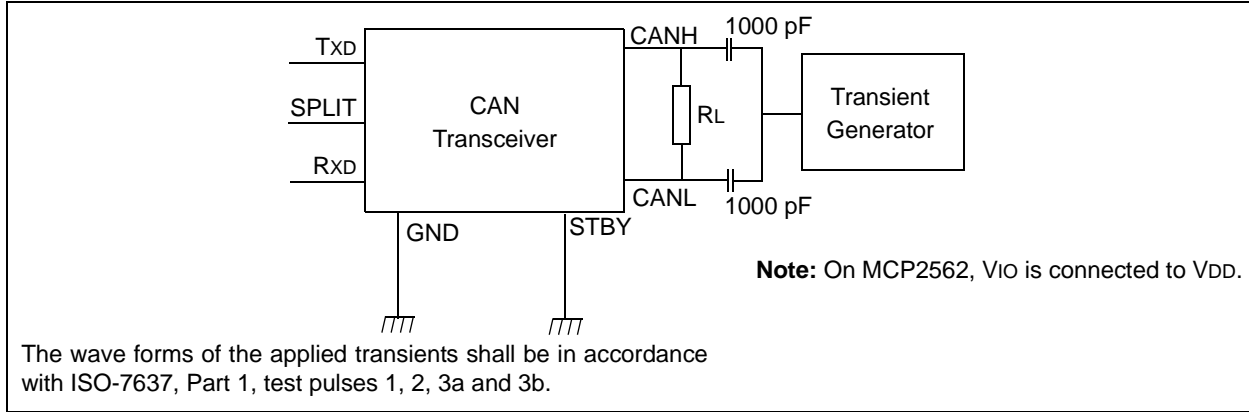 CANH
1000 pF
TXD
SPLIT
CAN
Transceiver
RL
Transient
Generator
RXD
CANL
1000 pF
GND
STBY
Note: On MCP2562, VIO is connected to VDD.
The wave forms of the applied transients shall be in accordance
with ISO-7637, Part 1, test pulses 1, 2, 3a and 3b.